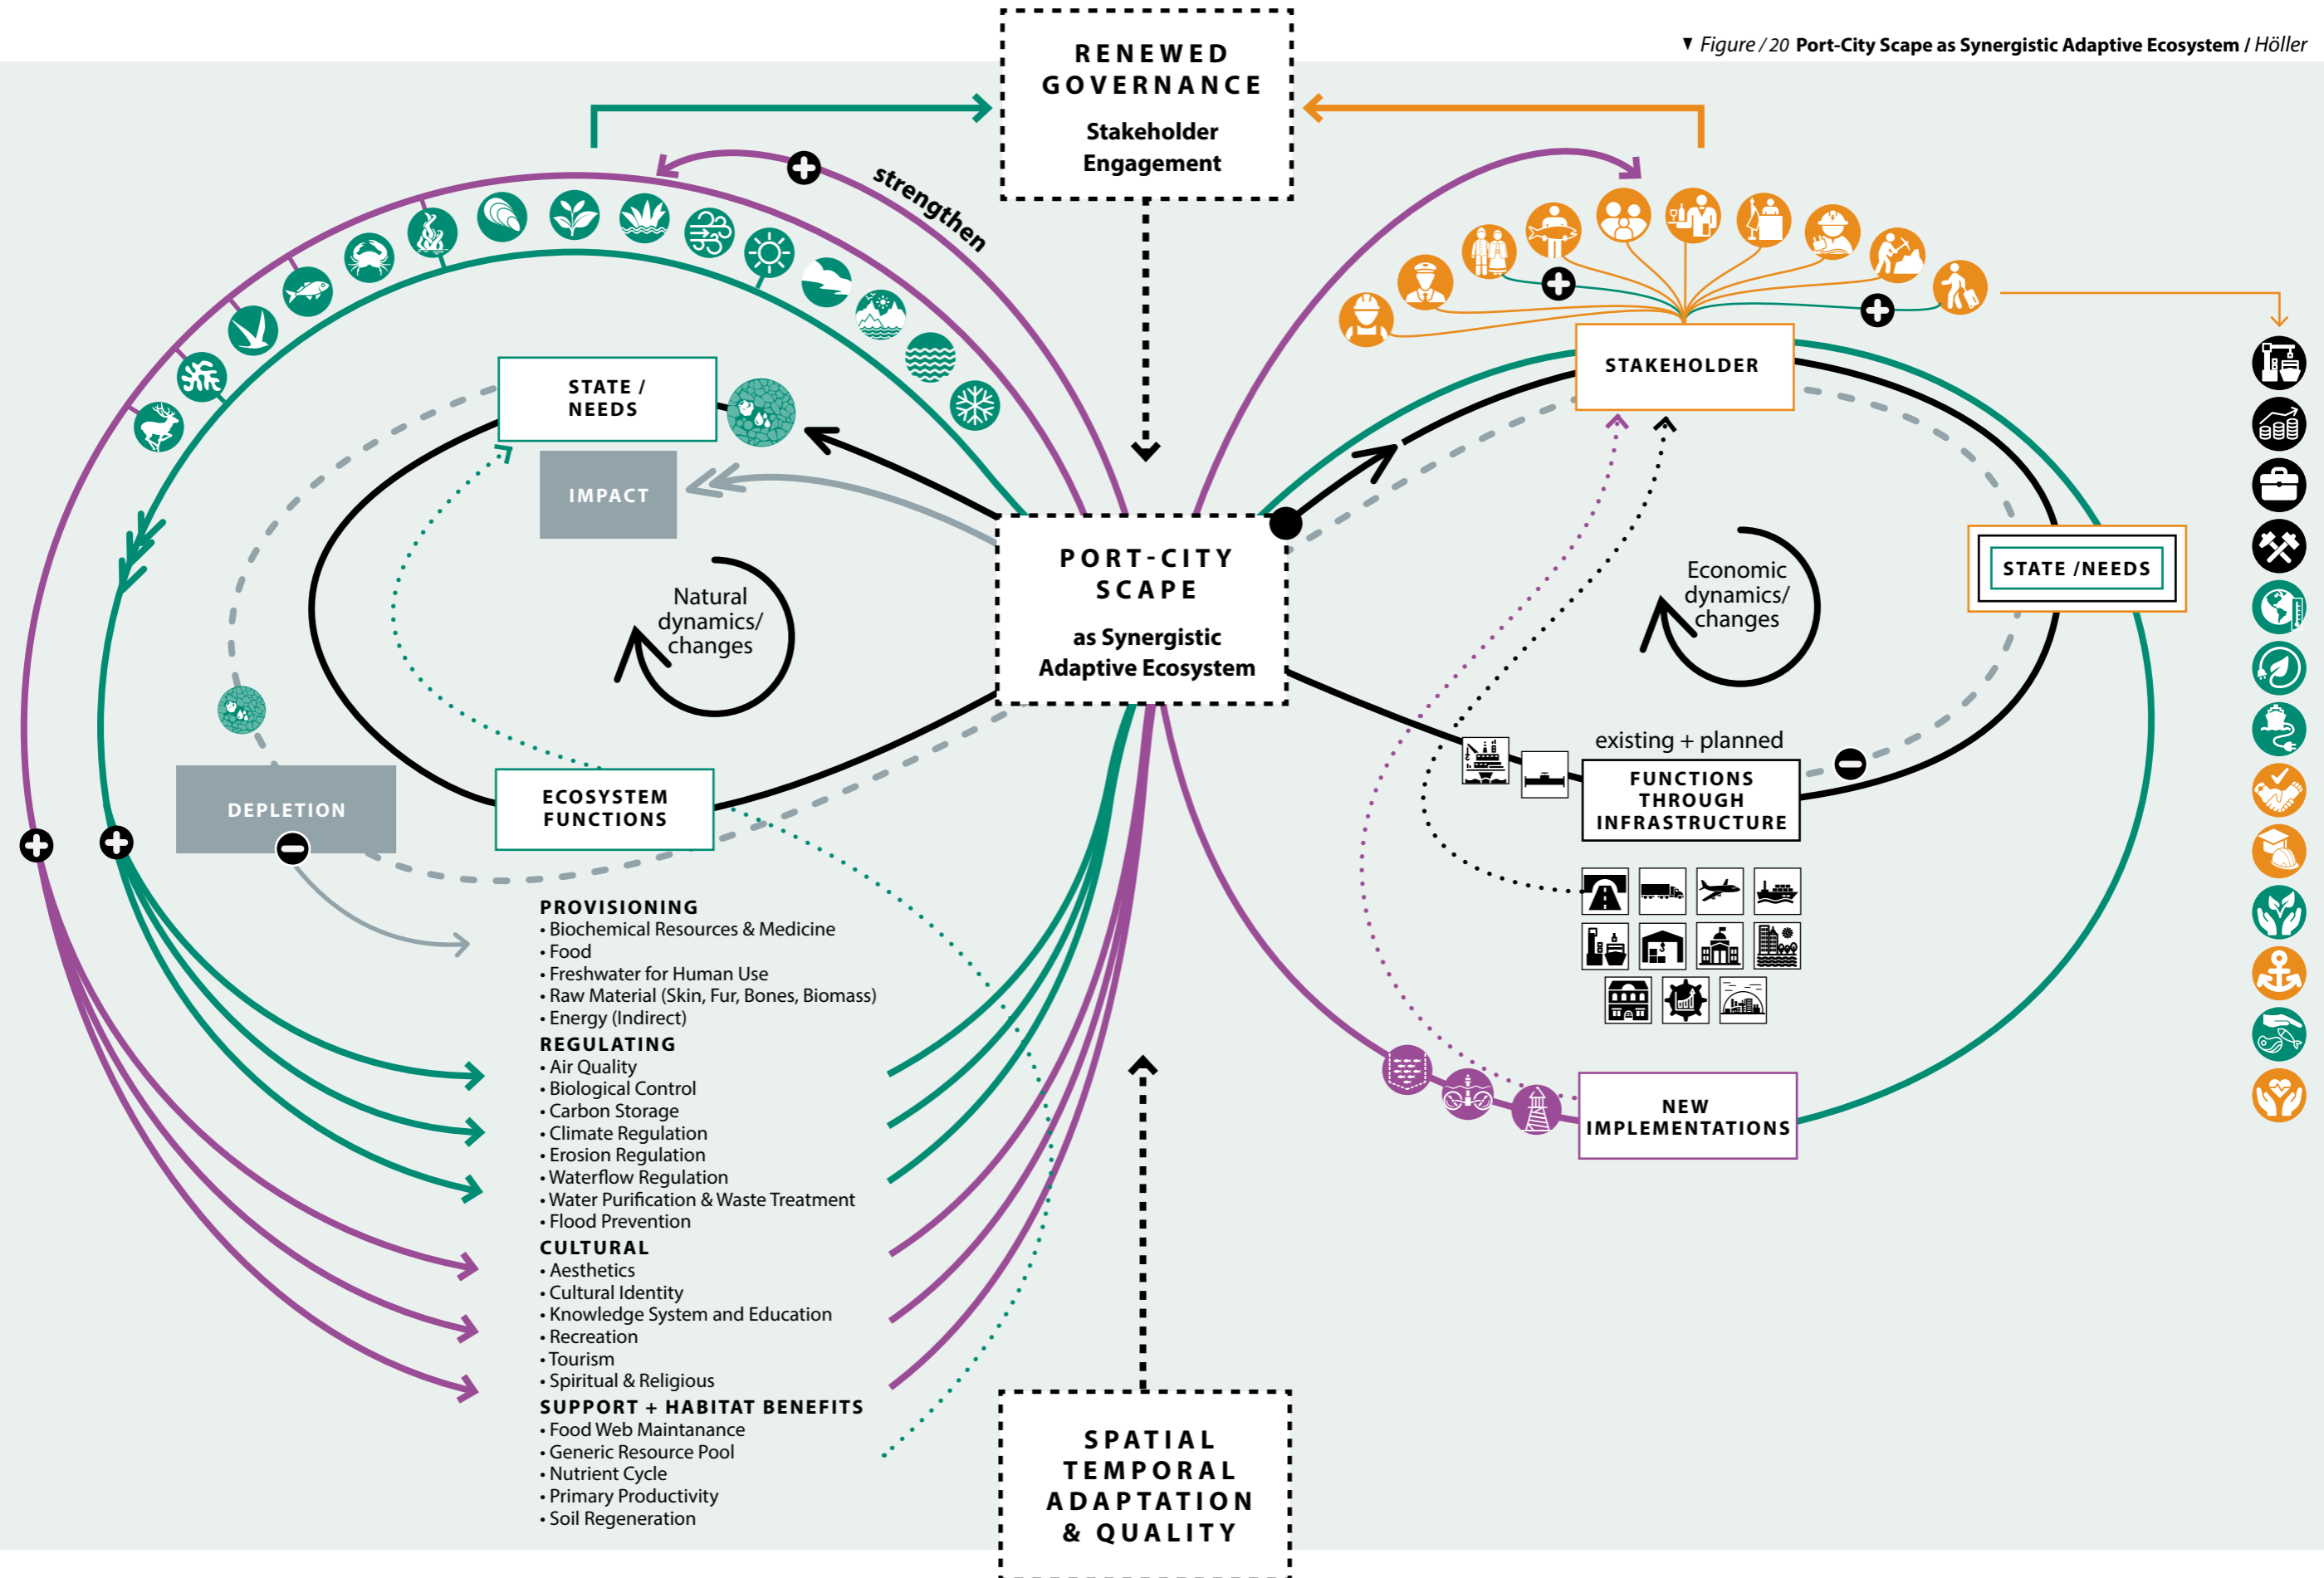 ▼ Figure / 20 Port-City Scape as Synergistic Adaptive Ecosystem / Höller
RENEWED
GOVERNANCE
Stakeholder
Engagement
strengthen
STATE /
NEEDS
IMPACT
Natural
dynamics/
changes
DEPLETION
ECOSYSTEM
FUNCTIONS
PORT-CITY
SCAPE
as Synergistic
Adaptive Ecosystem
STAKEHOLDER
Economic
dynamics/
changes
STATE /NEEDS
existing + planned
FUNCTIONS
THROUGH
INFRASTRUCTURE
NEW
IMPLEMENTATIONS
PROVISIONING
• Biochemical Resources & Medicine
• Food
• Freshwater for Human Use
• Raw Material (Skin, Fur, Bones, Biomass)
• Energy (Indirect)
REGULATING
• Air Quality
• Biological Control
• Carbon Storage
• Climate Regulation
• Erosion Regulation
• Waterflow Regulation
• Water Purification & Waste Treatment
• Flood Prevention
CULTURAL
• Aesthetics
• Cultural Identity
• Knowledge System and Education
• Recreation
• Tourism
• Spiritual & Religious
SUPPORT + HABITAT BENEFITS
• Food Web Maintanance
• Generic Resource Pool
• Nutrient Cycle
• Primary Productivity
• Soil Regeneration
SPATIAL
TEMPORAL
ADAPTATION
& QUALITY